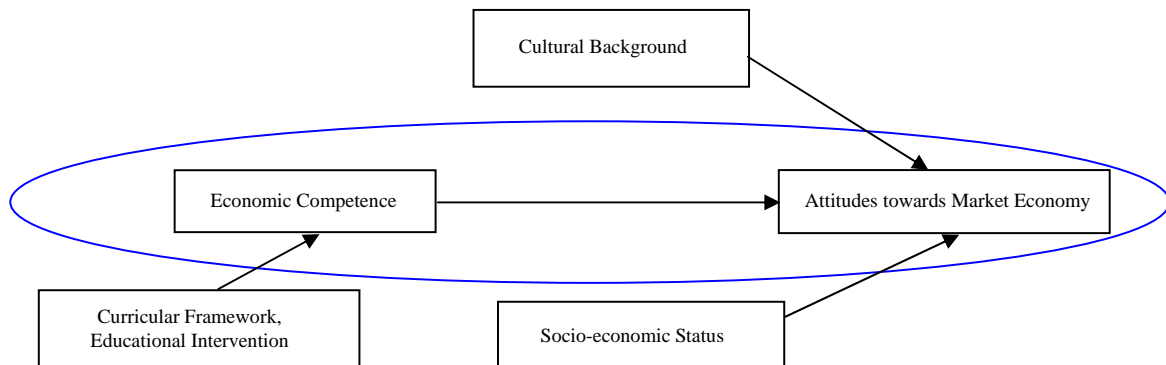 Cultural Background
Economic Competence
Attitudes towards Market Economy
Curricular Framework,
Educational Intervention
Socio-economic Status